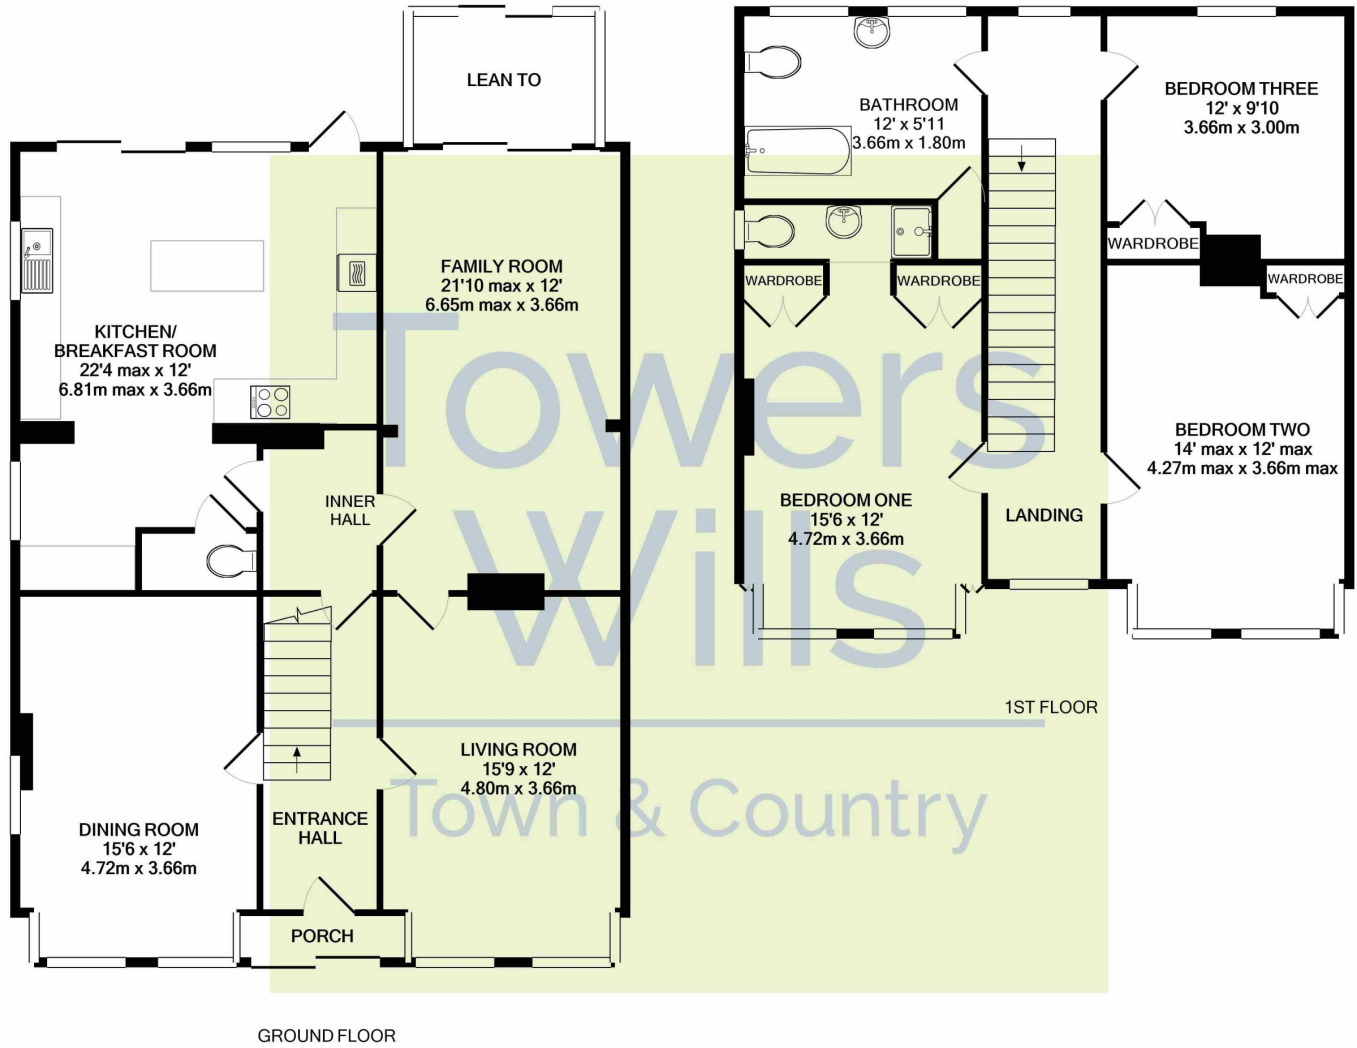 LEAN TO
KITCHEN/
BREAKFAST ROOM
22'4 max x 12'
6.81m max x 3.66m
FAMILY ROOM
21'10 max x 12'
6.65m max x 3.66m
INNER
HALL
DINING ROOM
15'6 x 12'
4.72m x 3.66m
ENTRANCE
HALL
LIVING ROOM
15'9 x 12'
4.80m x 3.66m
PORCH
GROUND FLOOR
BATHROOM
12' x 5'11
3.66m x 1.80m
BEDROOM THREE
12' x 9'10
3.66m x 3.00m
WARDROBE
WARDROBE
WARDROBE
WARDROBE
BEDROOM ONE
15'6 x 12'
4.72m x 3.66m
BEDROOM TWO
14' max x 12' max
4.27m max x 3.66m max
LANDING
1ST FLOOR
Towers
Wills
Town & Country